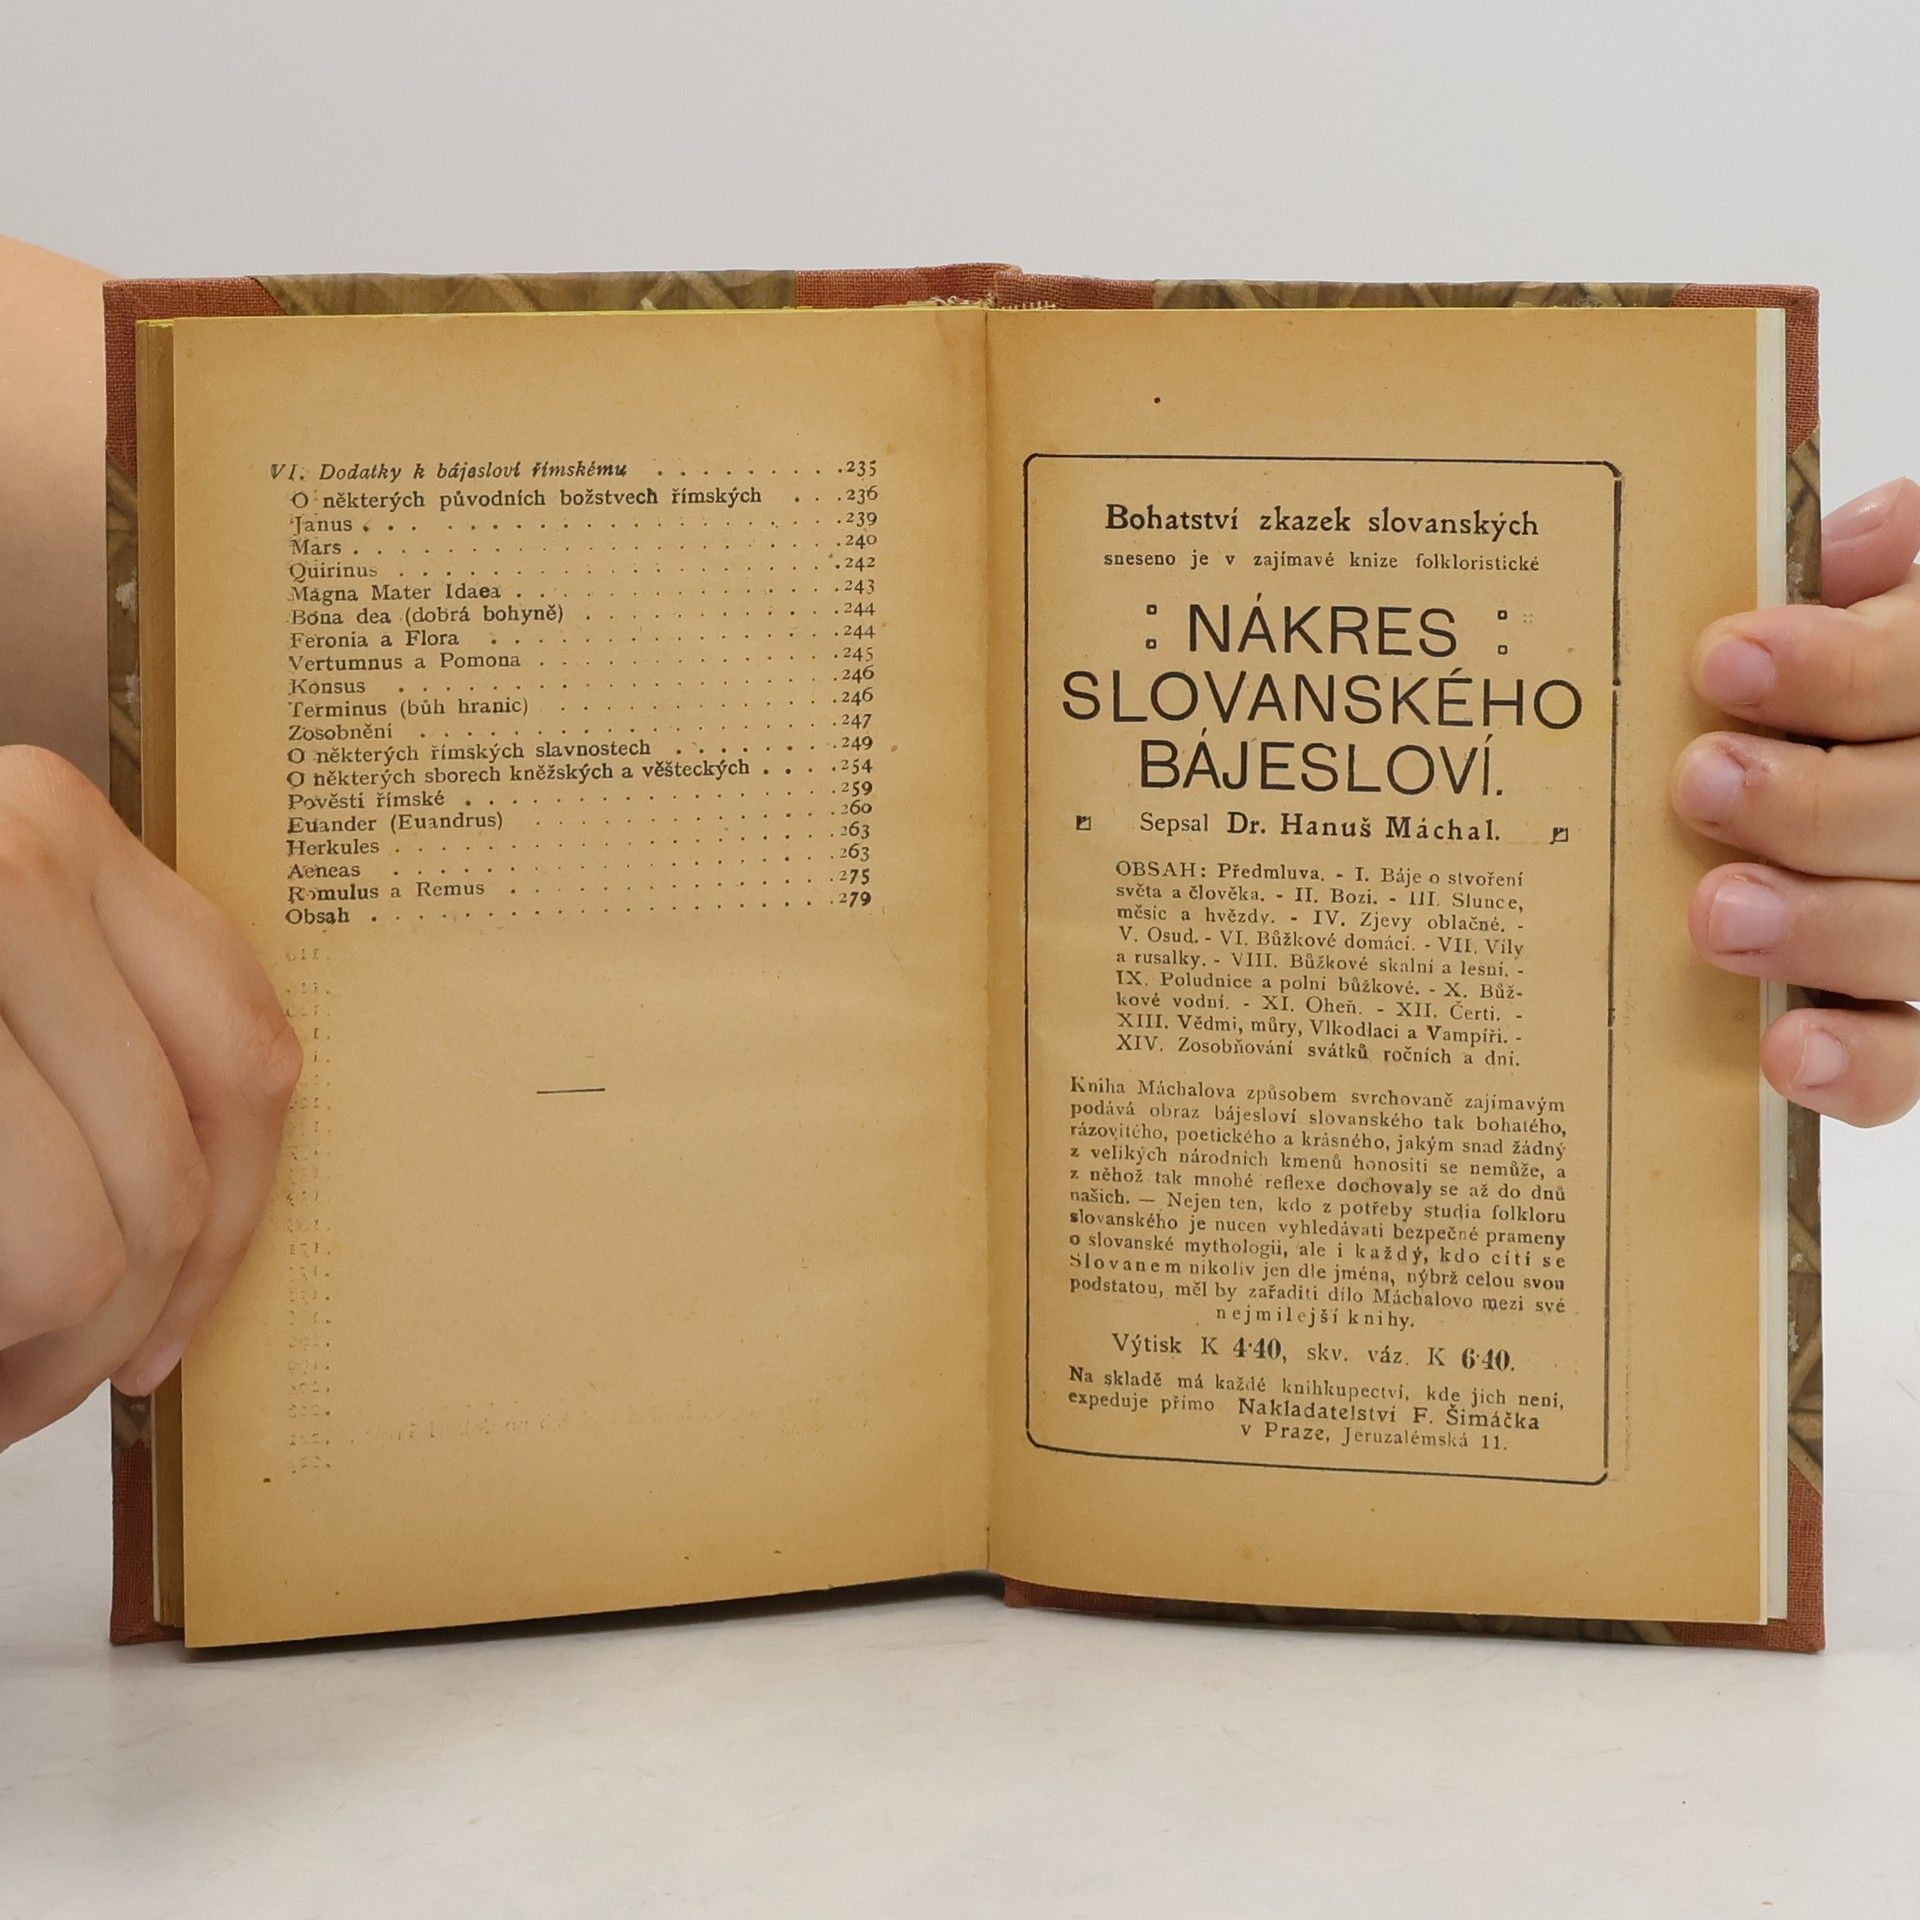 VI. Dodatky k bájesloví římskému . . . . . . . . . 235
O některých původních božstvech římských . . . 236
Janus . . . . . . . . . . . . . . . . . . . . 239
Mars . . . . . . . . . . . . . . . . . . . . 240
Quirinus . . . . . . . . . . . . . . . . . . 242
Magna Mater Idaea . . . . . . . . . . . . . . 243
Bona dea (dobrá bohyně) . . . . . . . . . . . 244
Feronia a Flora . . . . . . . . . . . . . . . 244
Vertumnus a Pomona . . . . . . . . . . . . . 245
Konsus . . . . . . . . . . . . . . . . . . . 246
Terminus (bůh hranic) . . . . . . . . . . . . 246
Zosobnění . . . . . . . . . . . . . . . . . . 247
O některých římských slavnostech . . . . . . . 249
O některých sborech kněžských a věšteckých . . . . 254
Pověsti římské . . . . . . . . . . . . . . . 259
Euander (Euandrus) . . . . . . . . . . . . . 260
Herkules . . . . . . . . . . . . . . . . . . 263
Aeneas . . . . . . . . . . . . . . . . . . . 263
Romulus a Remus . . . . . . . . . . . . . . . 275
Obsah . . . . . . . . . . . . . . . . . . . . 279
Bohatství zkazek slovanských
sneseno je v zajímavé knize folkloristické
NÁKRES
SLOVANSKÉHO
BÁJESLOVÍ.
Sepsal Dr. Hanuš Máchal.
OBSAH: Předmluva. - I. Báje o stvoření
světa a člověka. - II. Bozi. - III. Slunce,
měsíc a hvězdy. - IV. Zjevy oblačné. -
V. Osud. - VI. Bůžkové domácí. - VII. Víly
a rusalky. - VIII. Bůžkové skalní a lesní. -
IX. Poludnice a polní bůžkové. - X. Bůž-
kové vodní. - XI. Oheň. - XII. Čerti. -
XIII. Vědmi, můry, Vlkodlaci a Vampíři. -
XIV. Zosobňování svátků ročních a dní.
Kniha Máchalova způsobem svrchovaně zajímavým
podává obraz bájesloví slovanského tak bohatého,
rázovitého, poetického a krásného, jakým snad žádný
z velikých národních kmenů honositi se nemůže, a
z něhož tak mnohé reflexe dochovaly se až do dnů
našich. — Nejen ten, kdo z potřeby studia folkloru
slovanského je nucen vyhledávati bezpečné prameny
o slovanské mythologii, ale i každý, kdo cítí se
Slovanem nikoliv jen dle jména, nýbrž celou svou
podstatou, měl by zařaditi dílo Máchalovo mezi své
nejmilejší knihy.
Výtisk K 4·40, skv. váz. K 6·40.
Na skladě má každé knihkupectví, kde jich není,
expeduje přímo Nakladatelství F. Šimáčka
v Praze, Jeruzalémská 11.